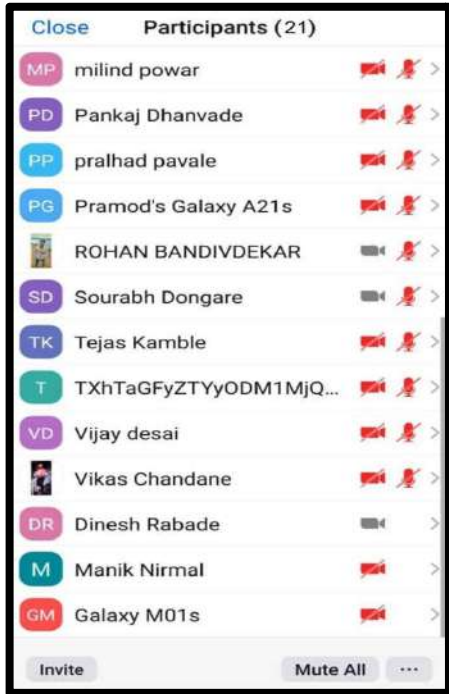 Close Participants (21)
MP milind powar
PD Pankaj Dhanvade
PP pralhad pavale
PG Pramod's Galaxy A21s
ROHAN BANDIVDEKAR
SD Sourabh Dongare
TK Tejas Kamble
T TXhTaGFyZTYyODM1MjQ...
VD Vijay desai
Vikas Chandane
DR Dinesh Rabade
M Manik Nirmal
GM Galaxy M01s
Invite Mute All ...